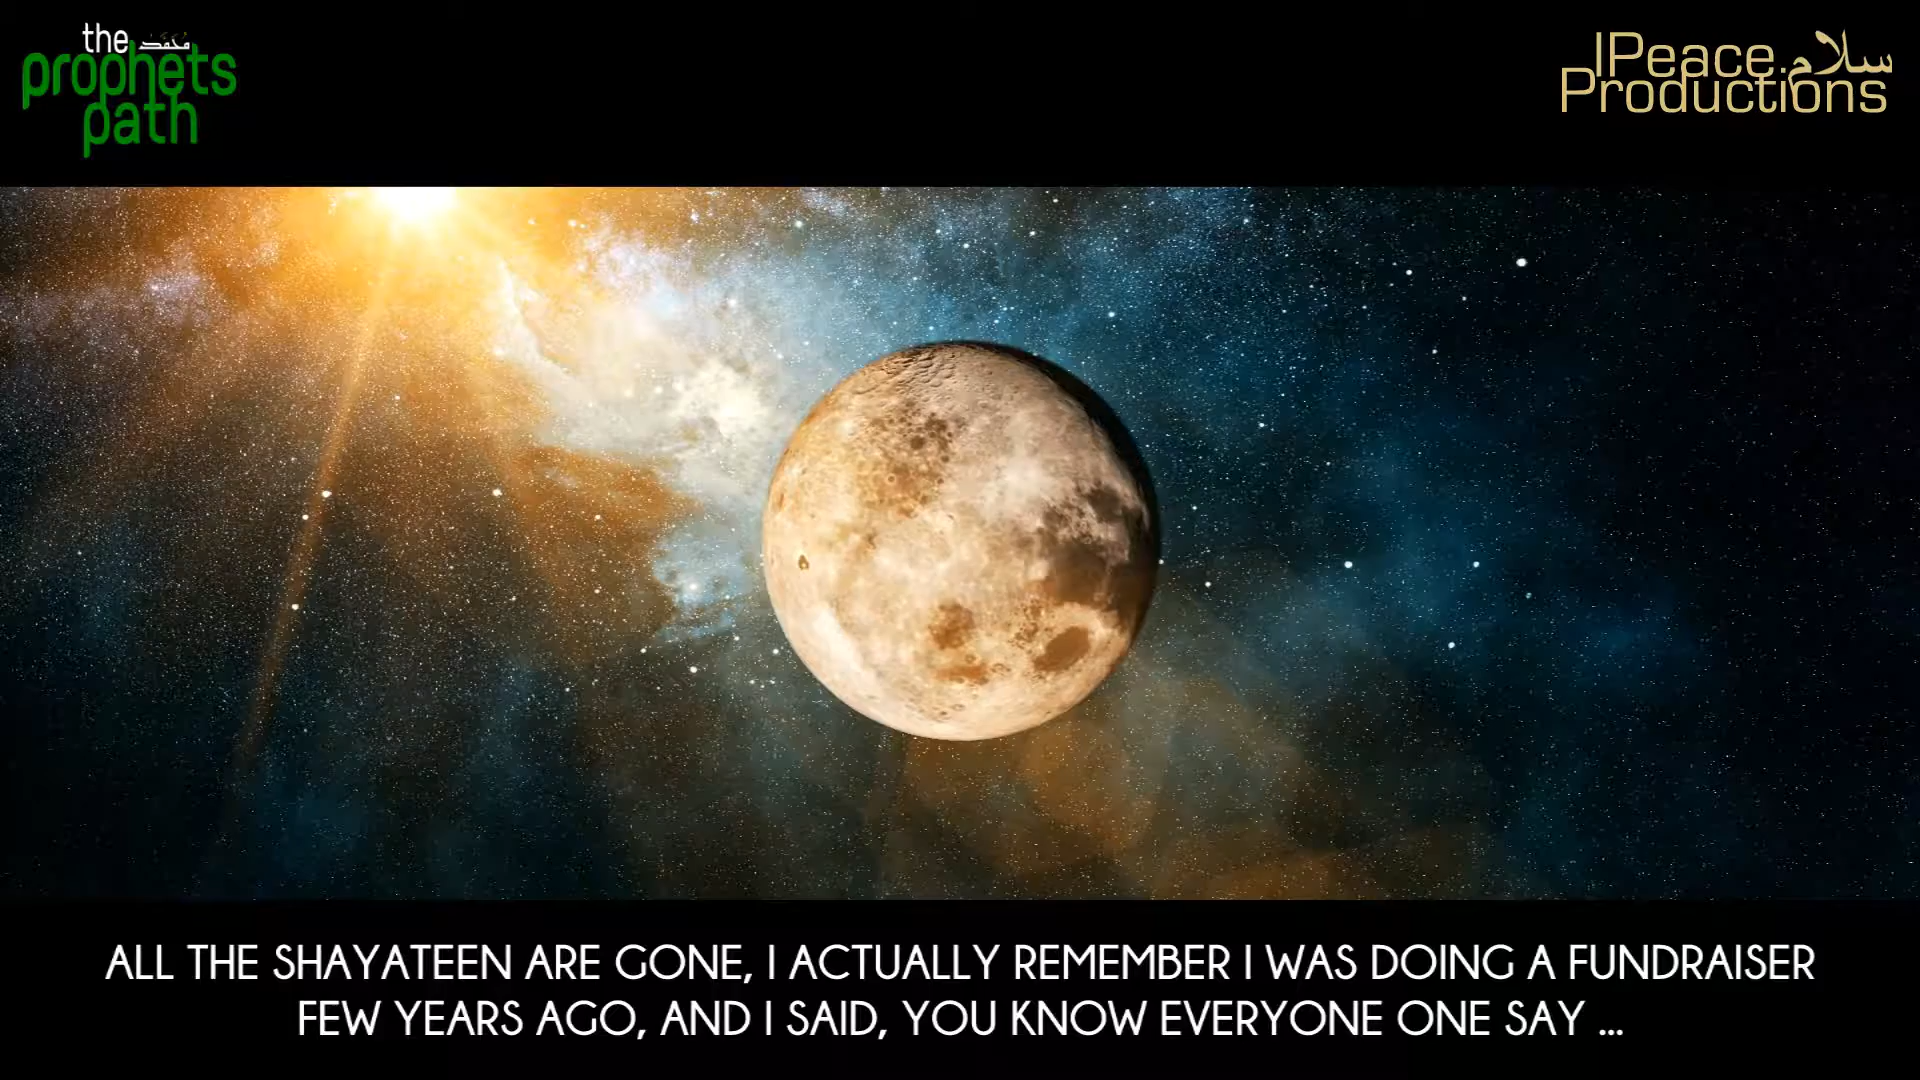 the مُحَمَّد
prophets
path
IPeace سلام
Productions
ALL THE SHAYATEEN ARE GONE, I ACTUALLY REMEMBER I WAS DOING A FUNDRAISER
FEW YEARS AGO, AND I SAID, YOU KNOW EVERYONE ONE SAY ...